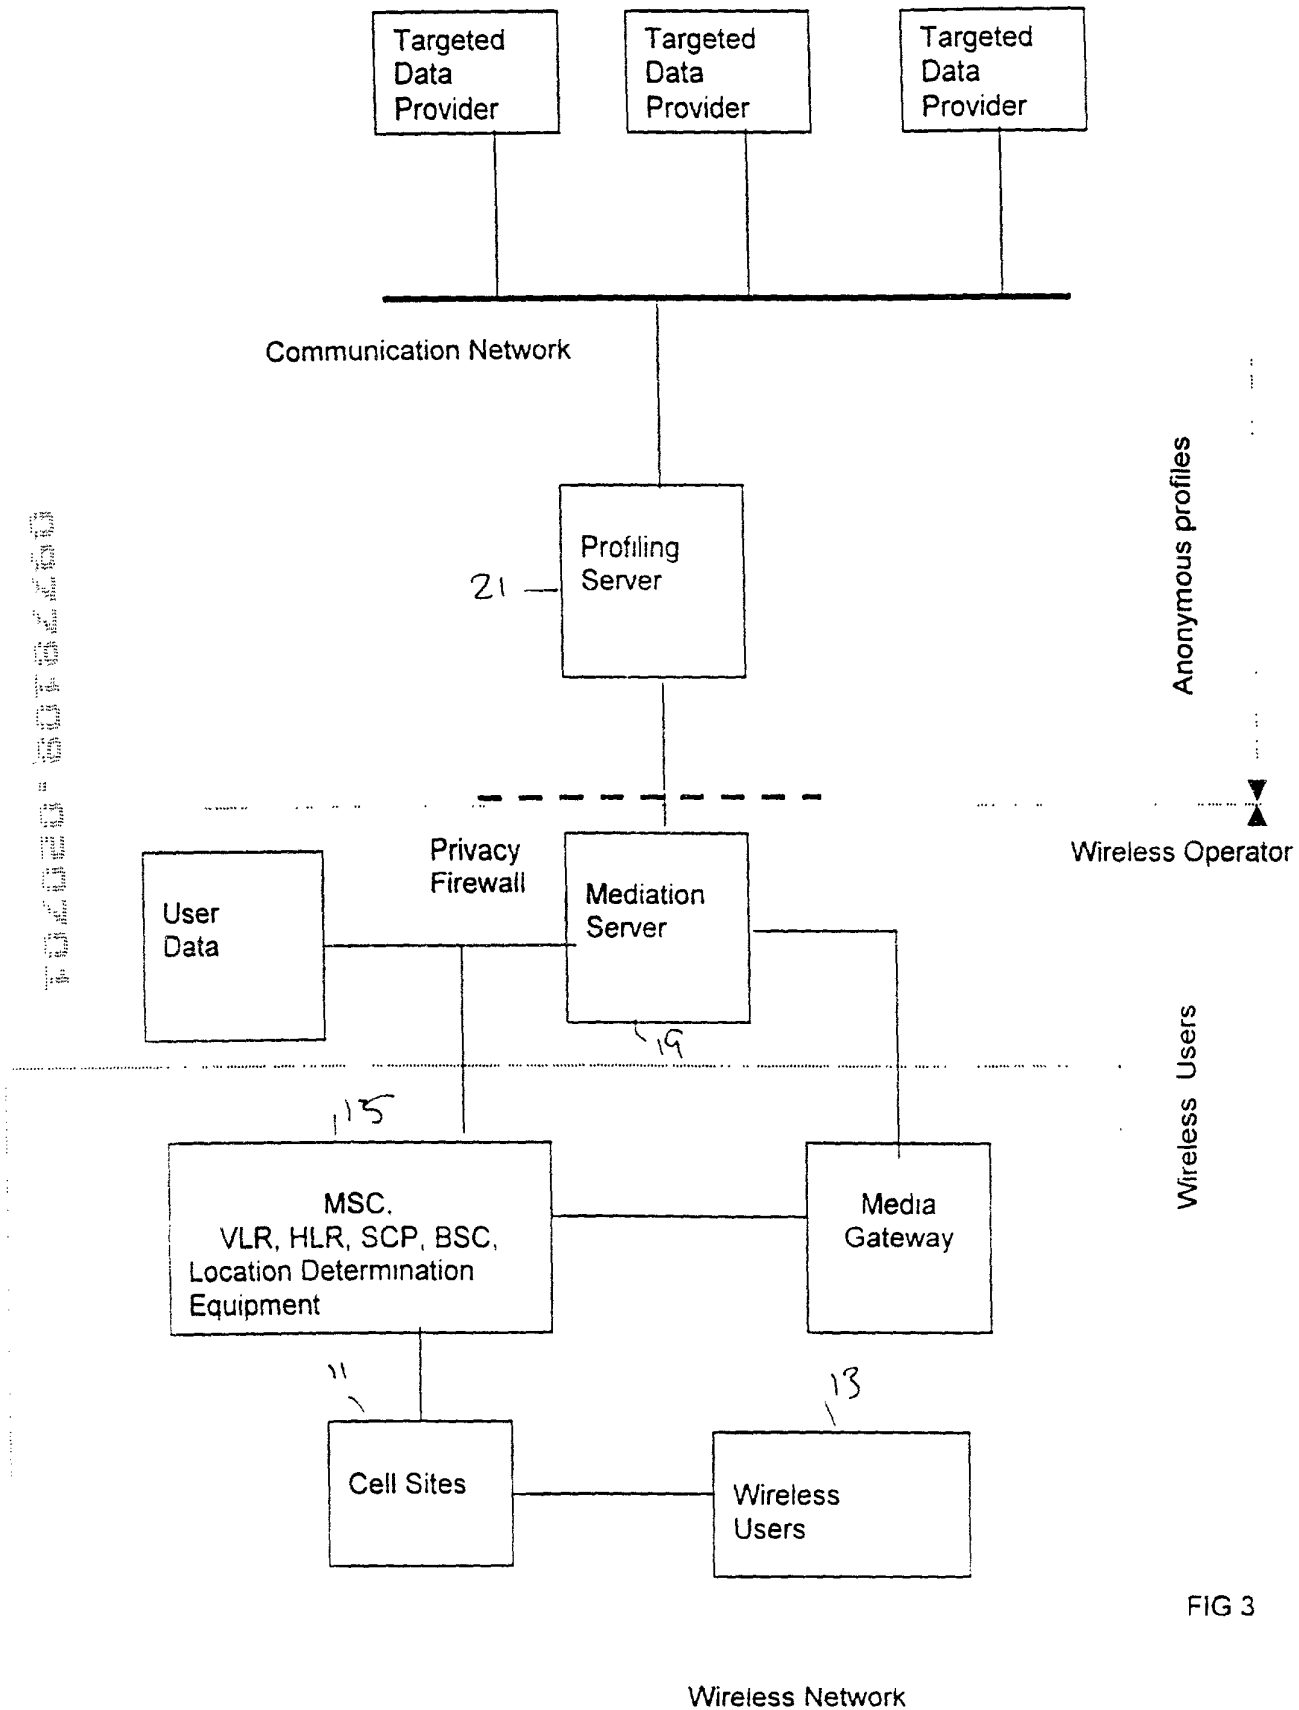 Targeted
Data
Provider
Targeted
Data
Provider
Targeted
Data
Provider
Communication Network
Anonymous profiles
Profiling
Server
21
Privacy
Firewall
Wireless Operator
User
Data
Mediation
Server
19
Wireless Users
15
MSC,
VLR, HLR, SCP, BSC,
Location Determination
Equipment
Media
Gateway
11
13
Cell Sites
Wireless
Users
FIG 3
Wireless Network